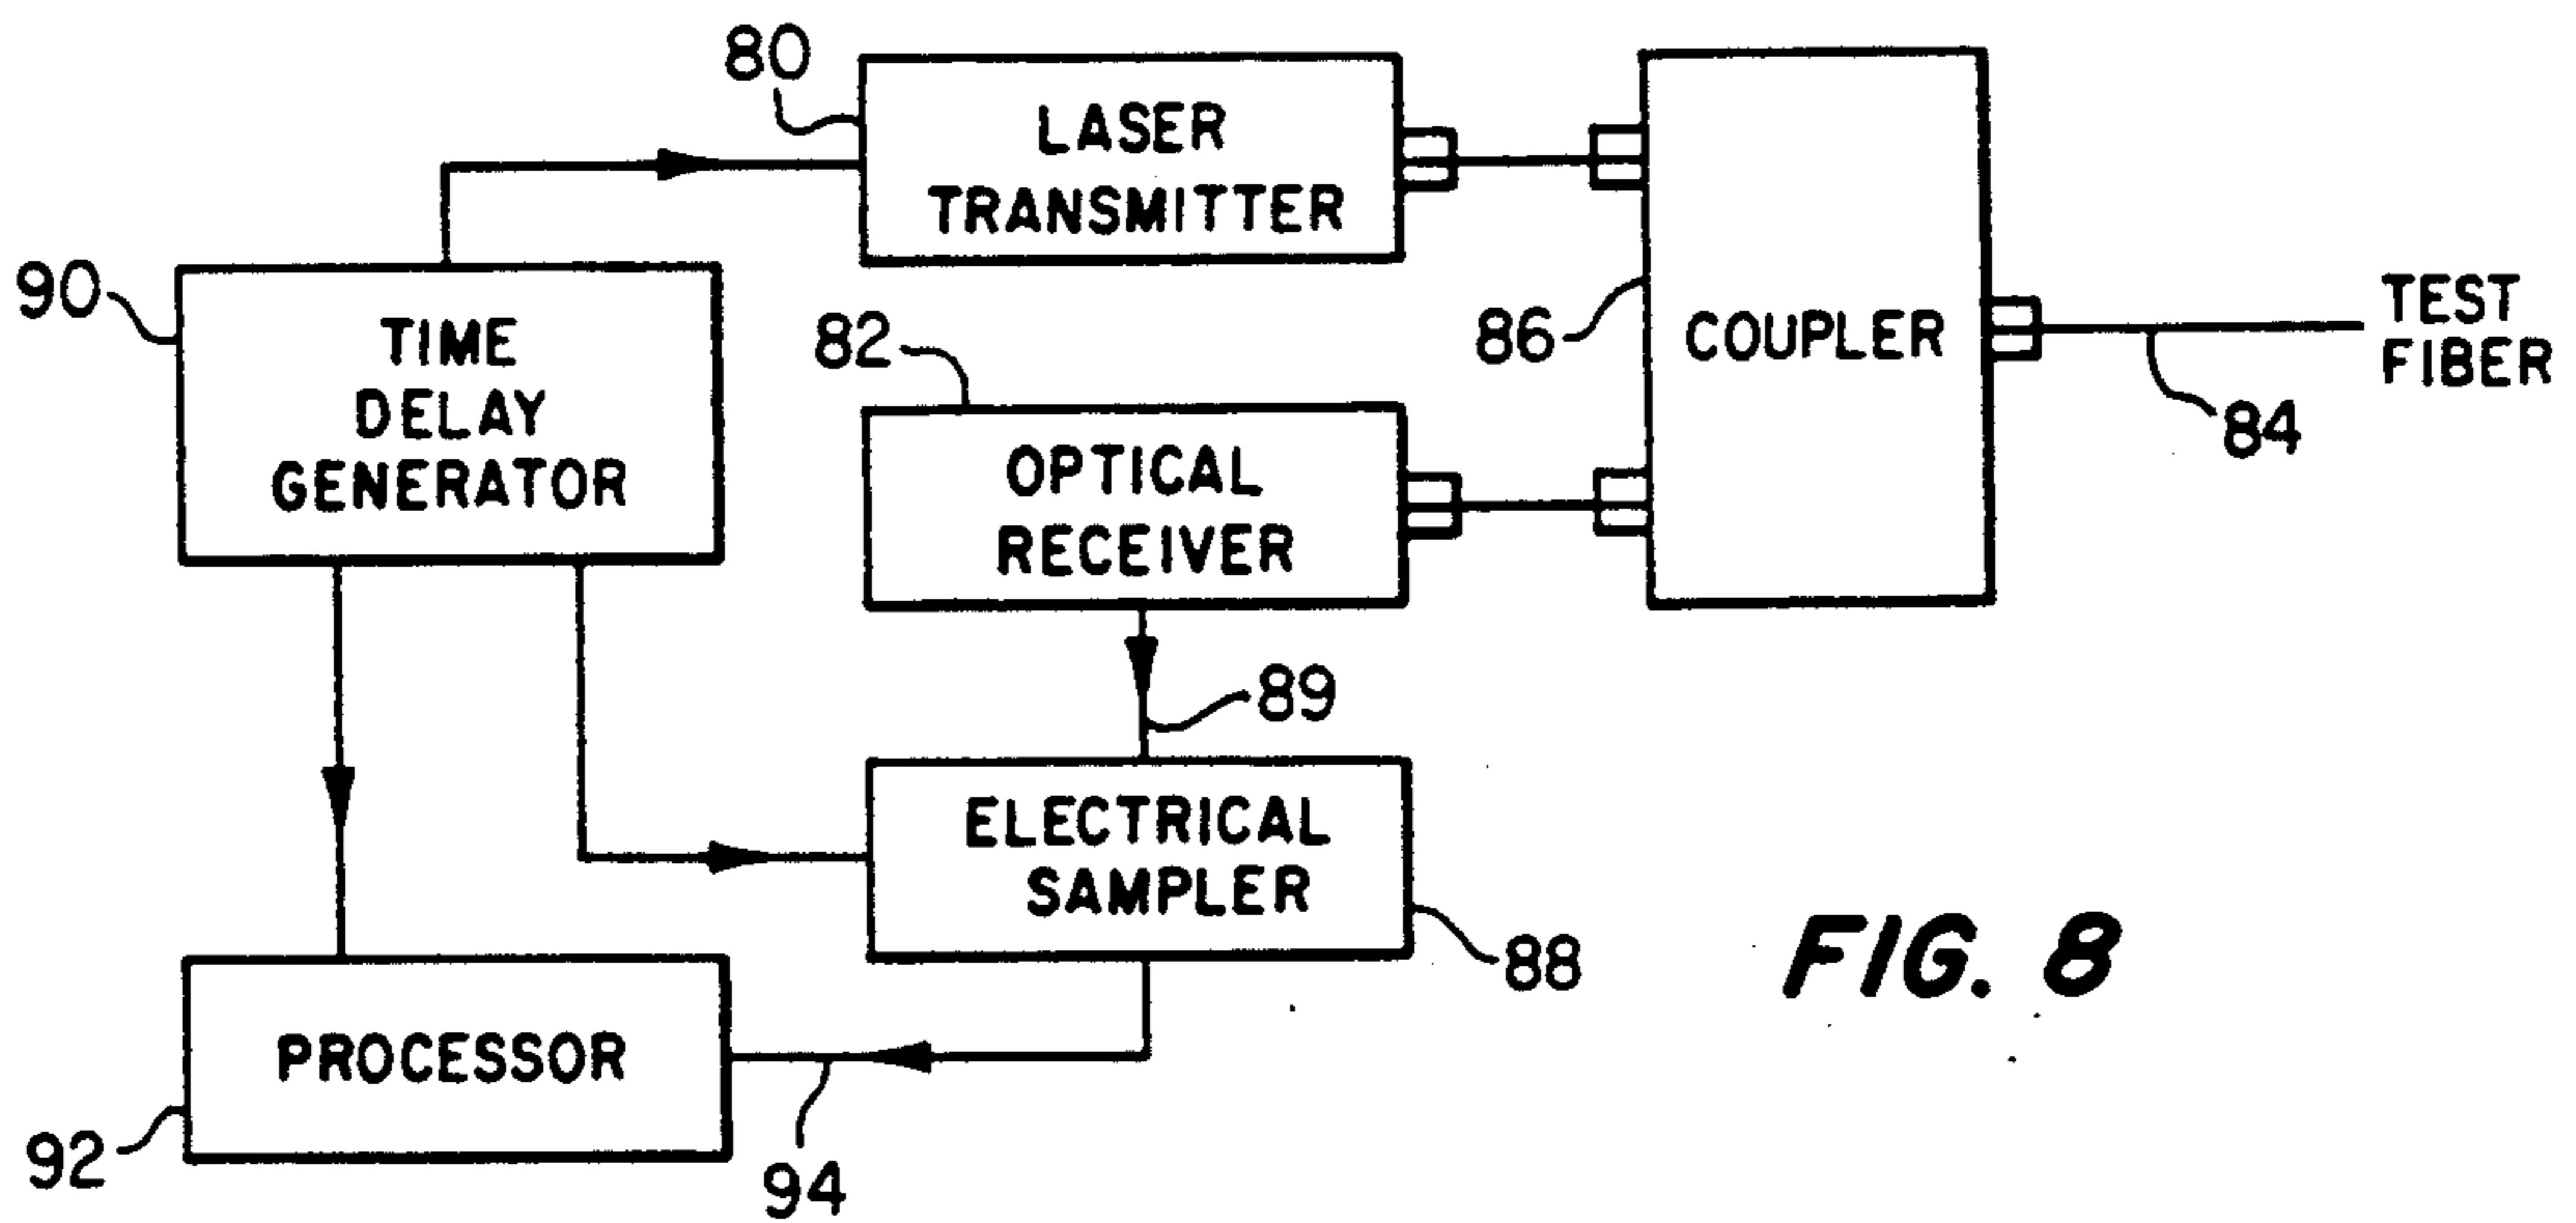 80
LASER
TRANSMITTER
90
TIME
DELAY
GENERATOR
82
OPTICAL
RECEIVER
86
COUPLER
TEST
FIBER
84
89
ELECTRICAL
SAMPLER
88
PROCESSOR
92
94
FIG. 8